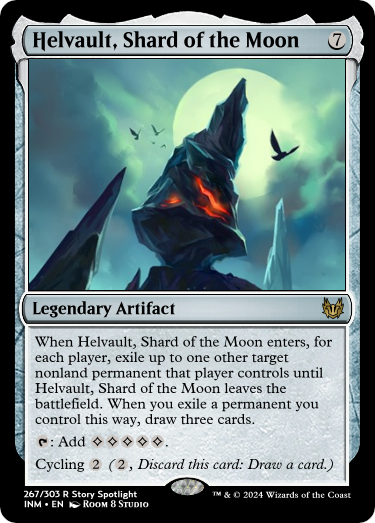 Helvault, Shard of the Moon 7
Legendary Artifact
When Helvault, Shard of the Moon enters, for
each player, exile up to one other target
nonland permanent that player controls until
Helvault, Shard of the Moon leaves the
battlefield. When you exile a permanent you
control this way, draw three cards.
: Add .
Cycling 2 ( 2 , Discard this card: Draw a card.)
267/303 R Story Spotlight
INM • EN Room 8 Studio
™ & © 2024 Wizards of the Coast